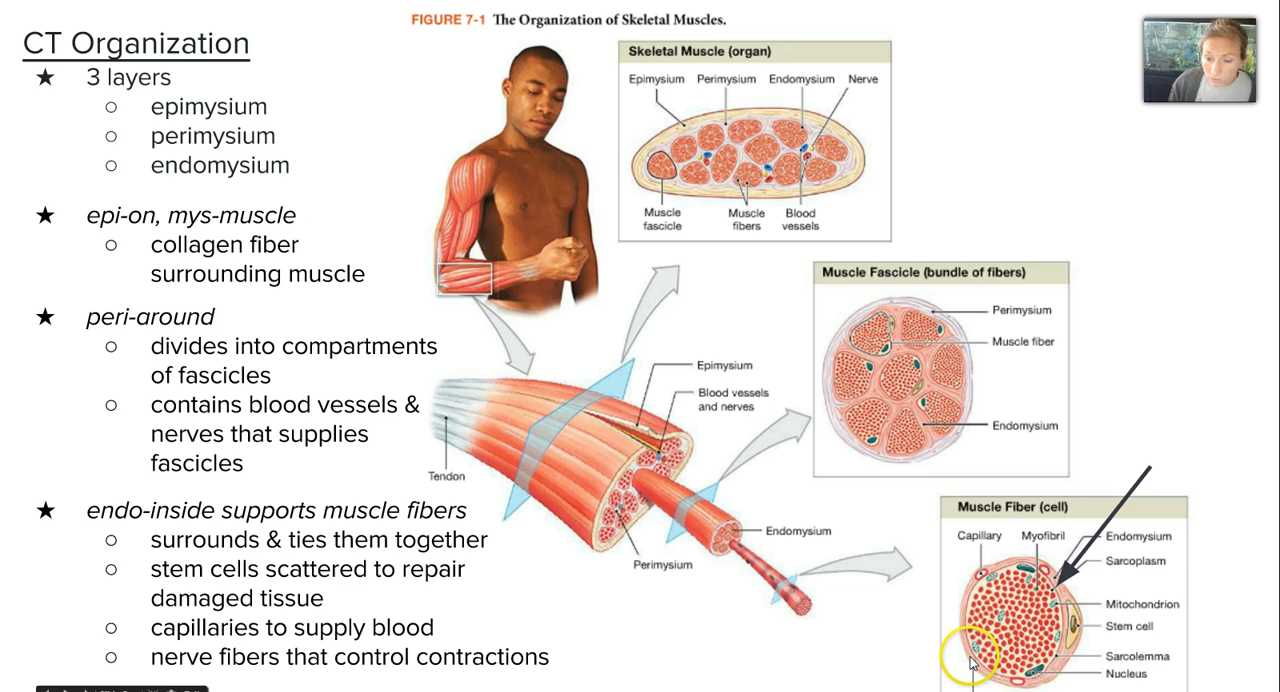 FIGURE 7-1 The Organization of Skeletal Muscles.
CT Organization
★ 3 layers
○ epimysium
○ perimysium
○ endomysium
★ epi-on, mys-muscle
○ collagen fiber
surrounding muscle
★ peri-around
○ divides into compartments
of fascicles
○ contains blood vessels &
nerves that supplies
fascicles
★ endo-inside supports muscle fibers
○ surrounds & ties them together
○ stem cells scattered to repair
damaged tissue
○ capillaries to supply blood
○ nerve fibers that control contractions
Skeletal Muscle (organ)
Epimysium Perimysium Endomysium Nerve
Muscle
fascicle
Muscle
fibers
Blood
vessels
Muscle Fascicle (bundle of fibers)
Perimysium
Muscle fiber
Endomysium
Epimysium
Blood vessels
and nerves
Tendon
Endomysium
Perimysium
Muscle Fiber (cell)
Capillary Myofibril Endomysium
Sarcoplasm
Mitochondrion
Stem cell
Sarcolemma
Nucleus